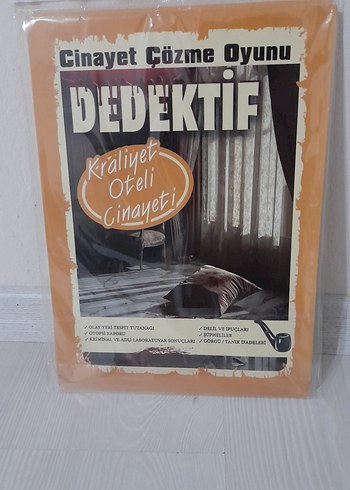 Cinayet Çözme Oyunu
DEDEKTİF
Kraliyet
Oteli
Cinayeti
✓ OLAY YERİ TESPİT TUTANAĞI
✓ OTOPSİ RAPORU
✓ KRİMİNAL VE ADLİ LABORATUVAR SONUÇLARI
✓ DELİL VE İPUÇLARI
✓ ŞÜPHELİLER
✓ GÖRGÜ TANIK İFADELERİ